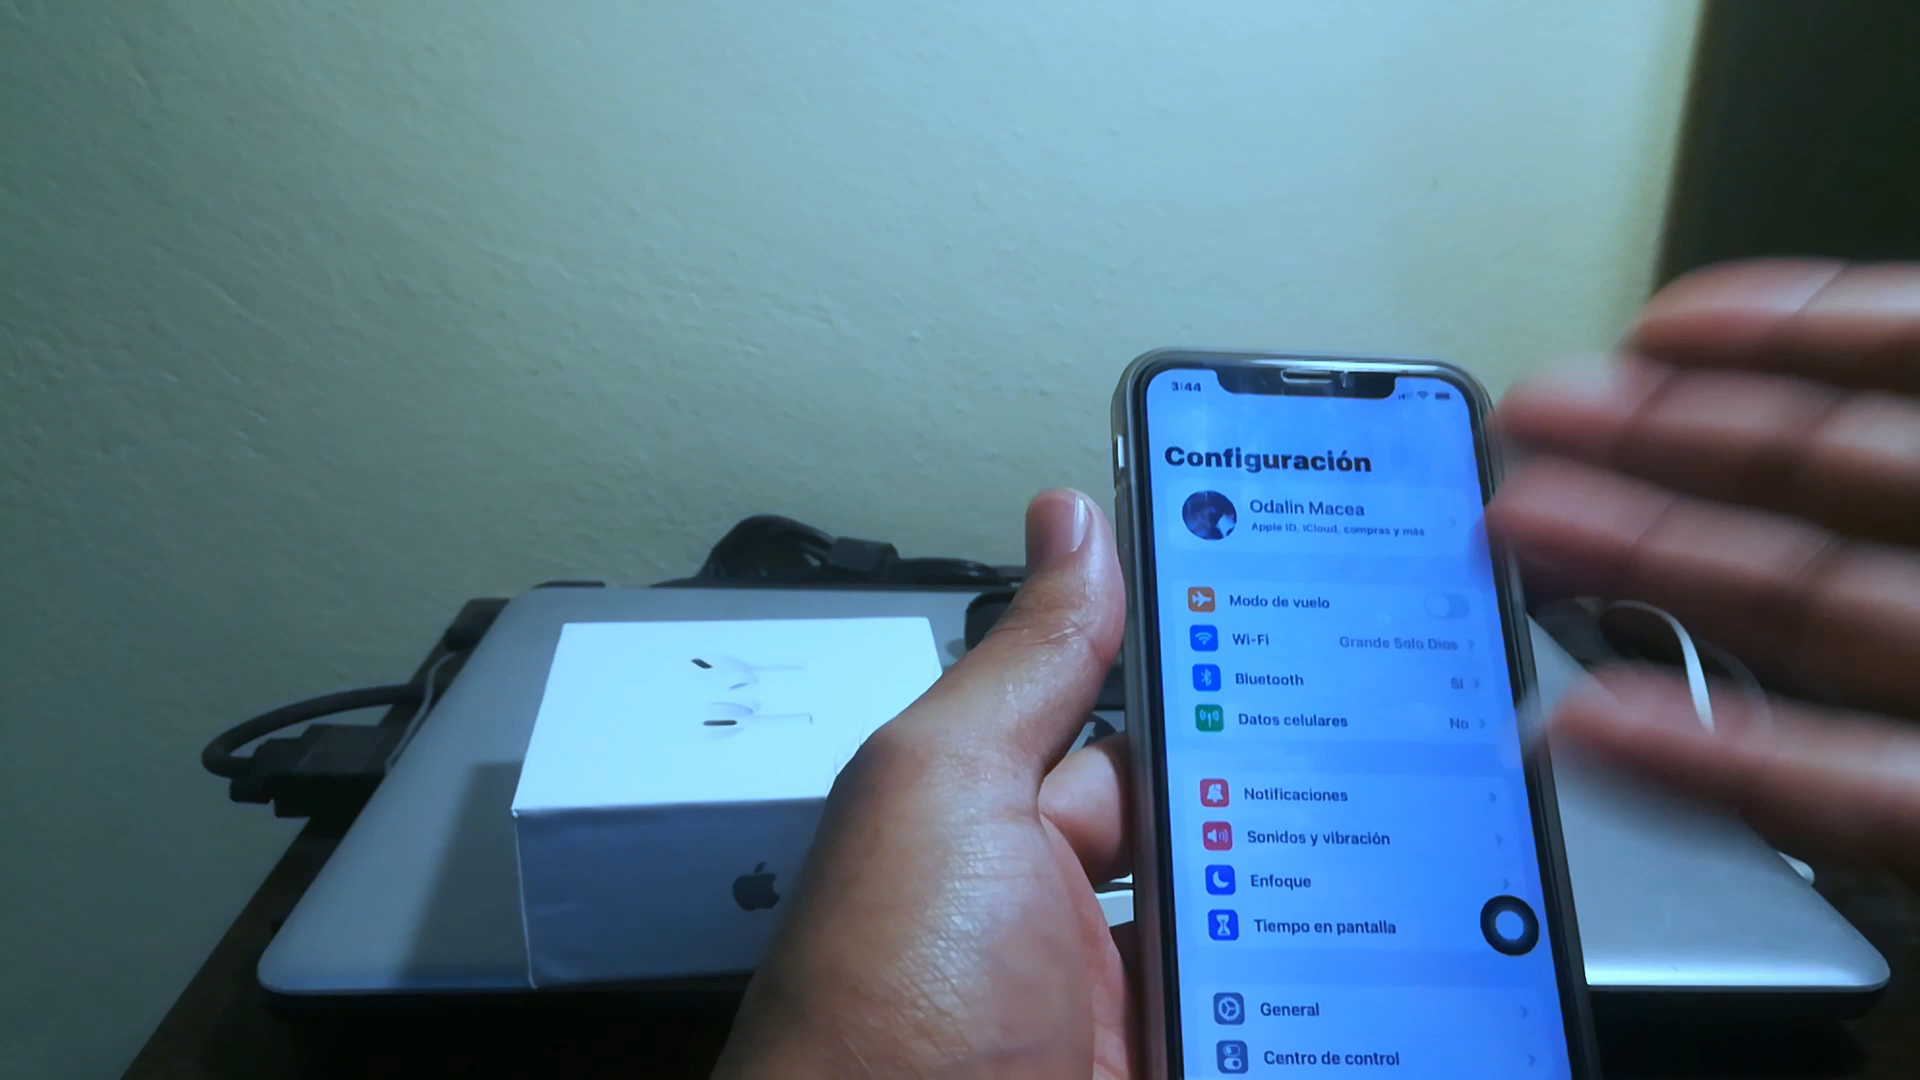 3:44
Configuración
Odalin Macea
Apple ID, iCloud, compras y más
Modo de vuelo
Wi-Fi Grande Solo Dios
Bluetooth Sí
Datos celulares No
Notificaciones
Sonidos y vibración
Enfoque
Tiempo en pantalla
General
Centro de control